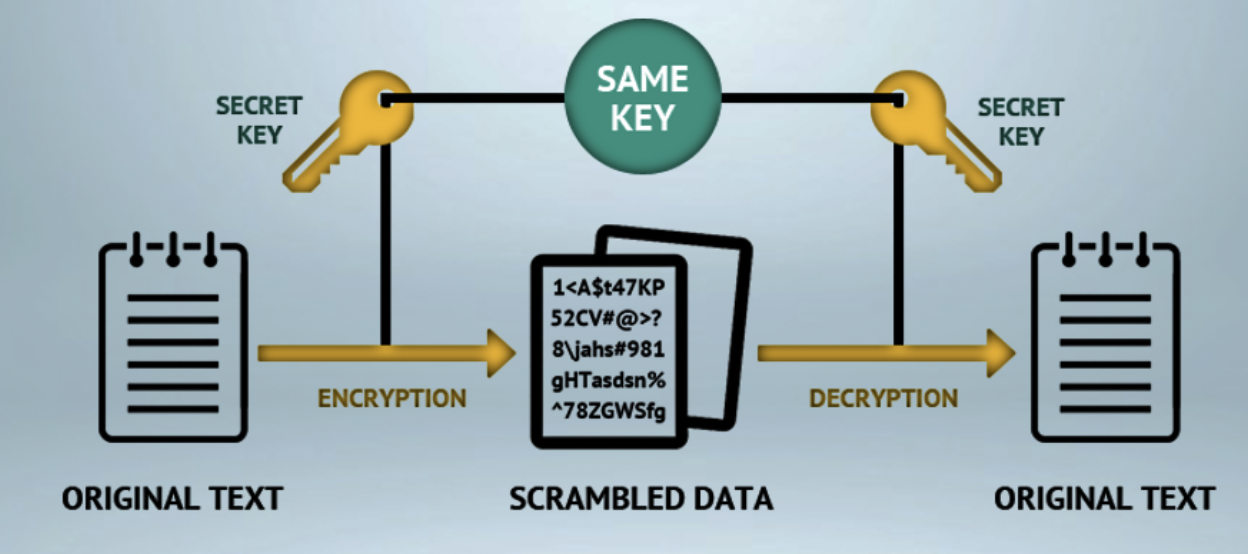 SAME
KEY
SECRET
KEY
SECRET
KEY
1<A$t47KP
52CV#@>?
8\jahs#981
gHTasdsn%
^78ZGWSfg
ENCRYPTION
DECRYPTION
ORIGINAL TEXT
SCRAMBLED DATA
ORIGINAL TEXT